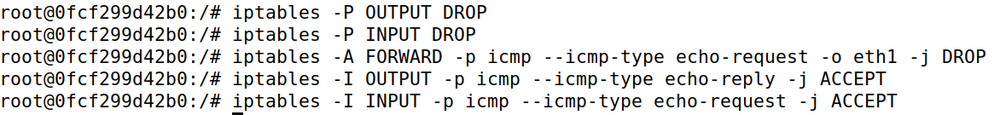 root@0fcf299d42b0:/# iptables -P OUTPUT DROP
root@0fcf299d42b0:/# iptables -P INPUT DROP
root@0fcf299d42b0:/# iptables -A FORWARD -p icmp --icmp-type echo-request -o eth1 -j DROP
root@0fcf299d42b0:/# iptables -I OUTPUT -p icmp --icmp-type echo-reply -j ACCEPT
root@0fcf299d42b0:/# iptables -I INPUT -p icmp --icmp-type echo-request -j ACCEPT